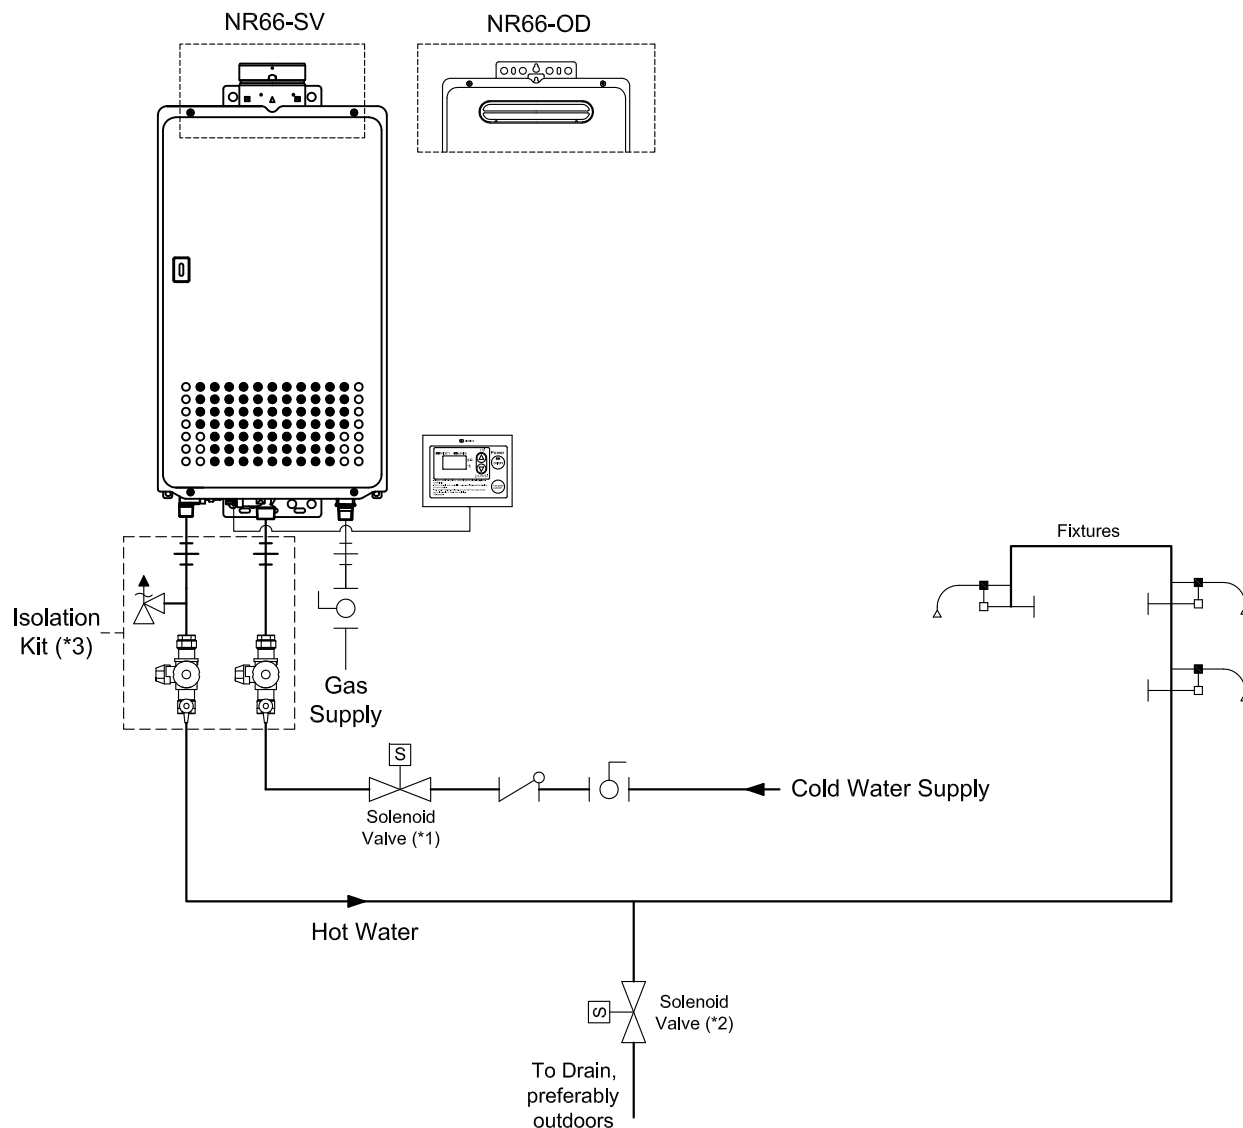 NR66-SV
NR66-OD
Power
Fixtures
Isolation
Kit (*3)
Gas
Supply
S
Cold Water Supply
Solenoid
Valve (*1)
Hot Water
S
Solenoid
Valve (*2)
To Drain,
preferably
outdoors